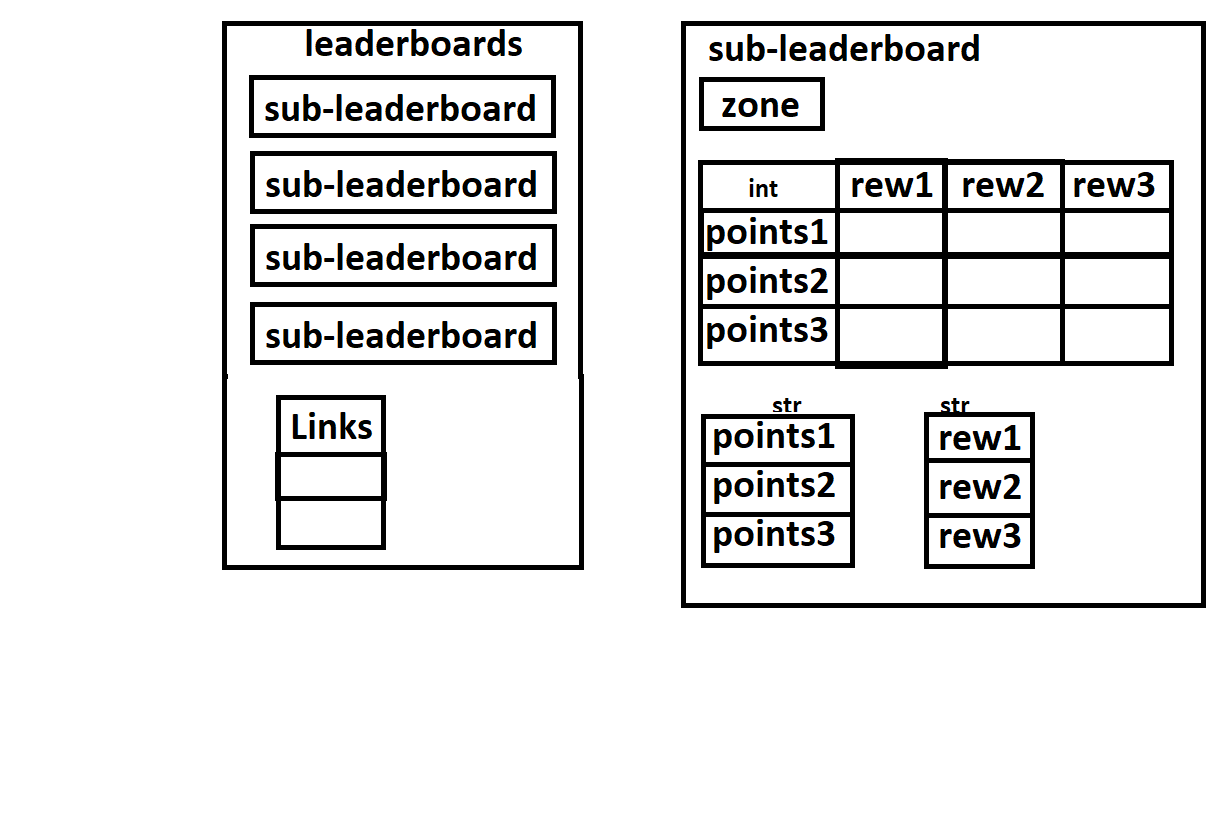 leaderboards
sub-leaderboard
sub-leaderboard
sub-leaderboard
sub-leaderboard
Links
sub-leaderboard
zone
int rew1 rew2 rew3
points1
points2
points3
str str
points1 rew1
points2 rew2
points3 rew3